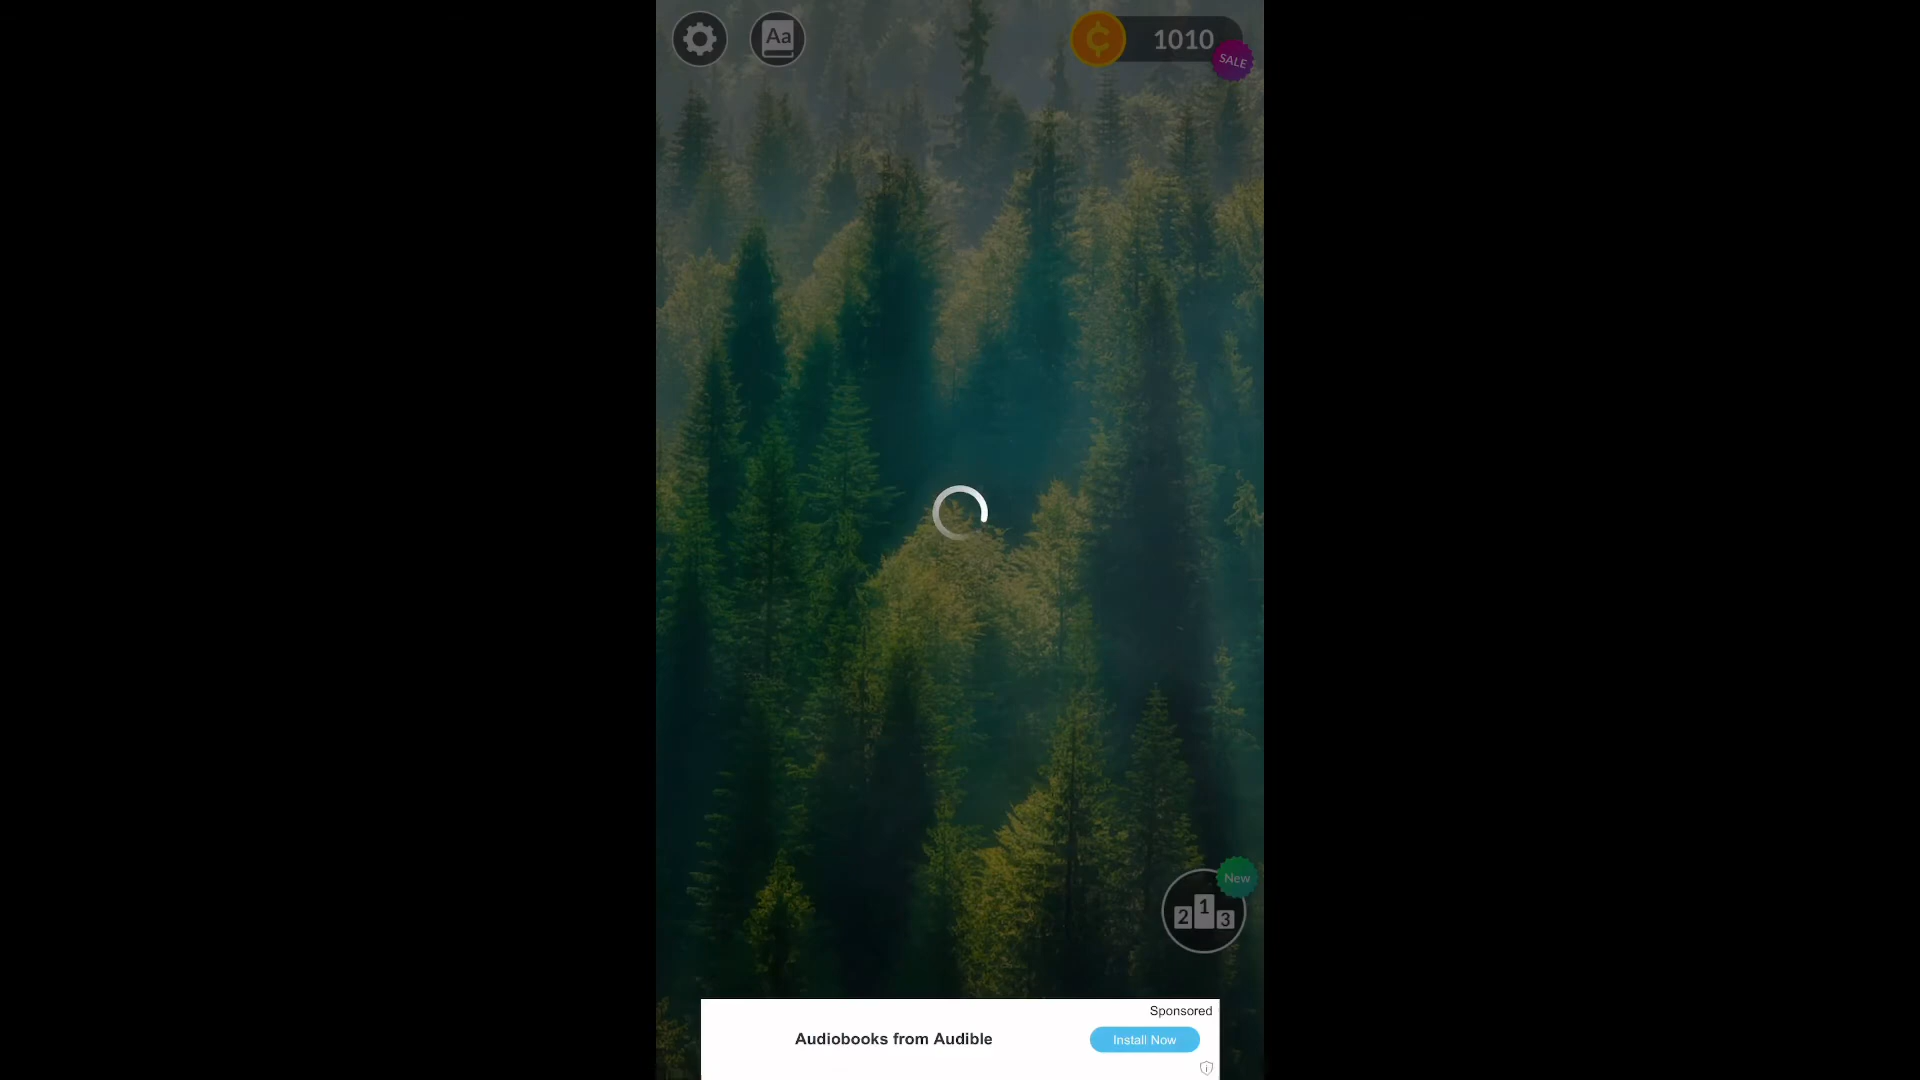 Aa
1010
SALE
New
2 1 3
Sponsored
Audiobooks from Audible
Install Now